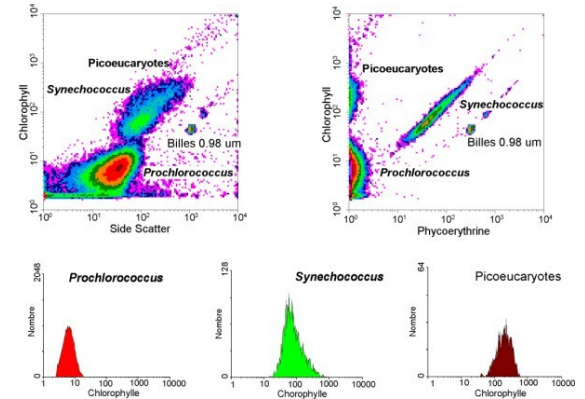 10⁴
10³
10²
10¹
10⁰
Chlorophyll
Picoeucaryotes
Synechococcus
Billes 0.98 um
Prochlorococcus
10⁰ 10¹ 10² 10³ 10⁴
Side Scatter
10⁴
10³
10²
10¹
10⁰
Chlorophyll
Picoeucaryotes
Synechococcus
Billes 0.98 um
Prochlorococcus
10⁰ 10¹ 10² 10³ 10⁴
Phycoerythrine
2048
Nombre
0
Prochlorococcus
1 10 100 1000 10000
Chlorophylle
128
Nombre
0
Synechococcus
1 10 100 1000 10000
Chlorophylle
64
Nombre
0
Picoeucaryotes
1 10 100 1000 10000
Chlorophylle